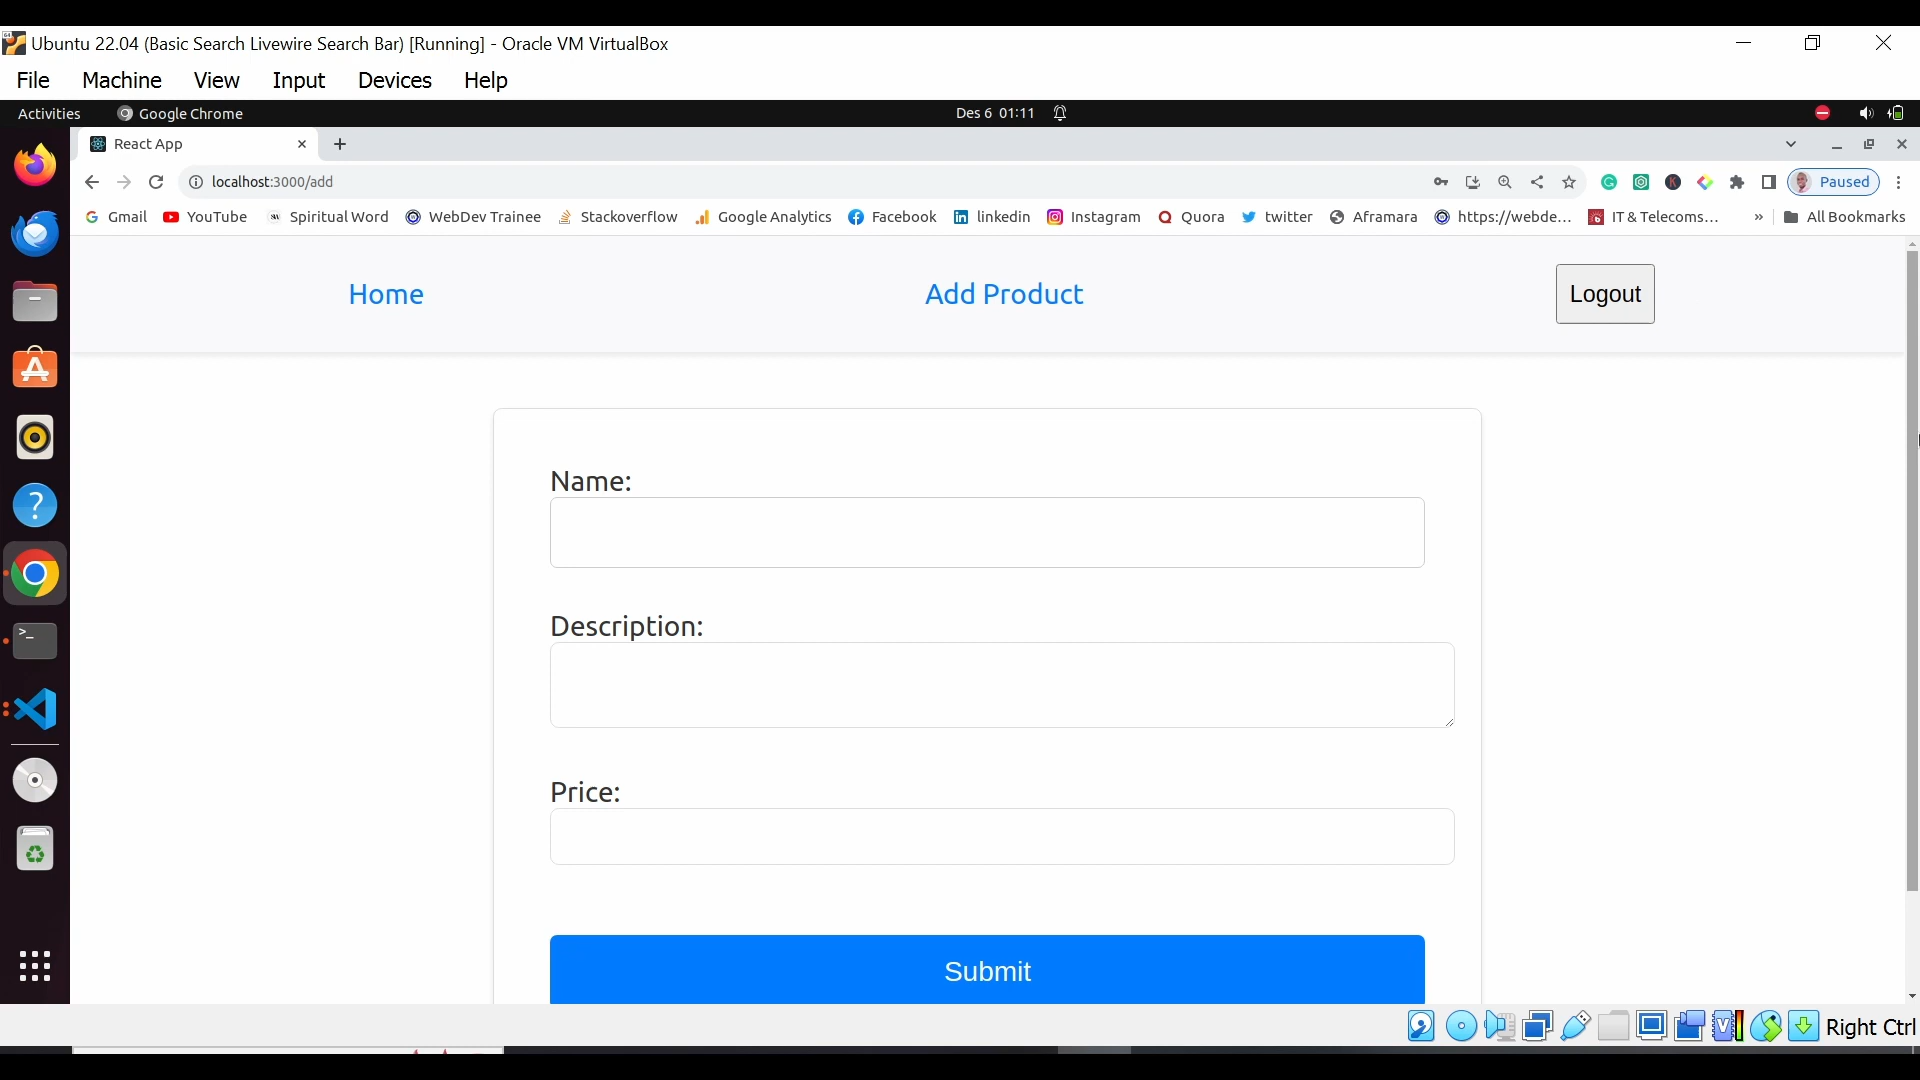 Ubuntu 22.04 (Basic Search Livewire Search Bar) [Running] - Oracle VM VirtualBox
File Machine View Input Devices Help
Activities Google Chrome Des 6 01:11
React App
localhost:3000/add Paused
Gmail YouTube Spiritual Word WebDev Trainee Stackoverflow Google Analytics Facebook linkedin Instagram Quora twitter Aframara https://webde... IT & Telecoms... » All Bookmarks
Home Add Product Logout
Name:
Description:
Price:
Submit
Right Ctrl